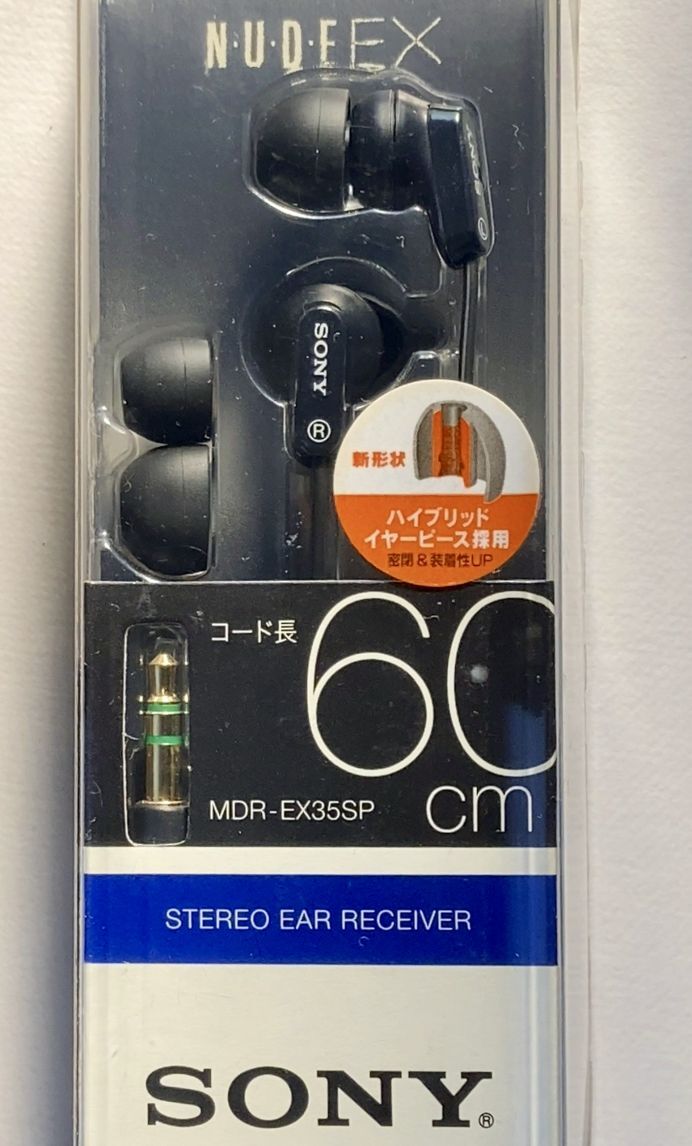 N·U·D·E EX
SONY
SONY
®
新形状
ハイブリッド
イヤーピース採用
密閉&装着性UP
コード長
60
cm
MDR-EX35SP
STEREO EAR RECEIVER
SONY®